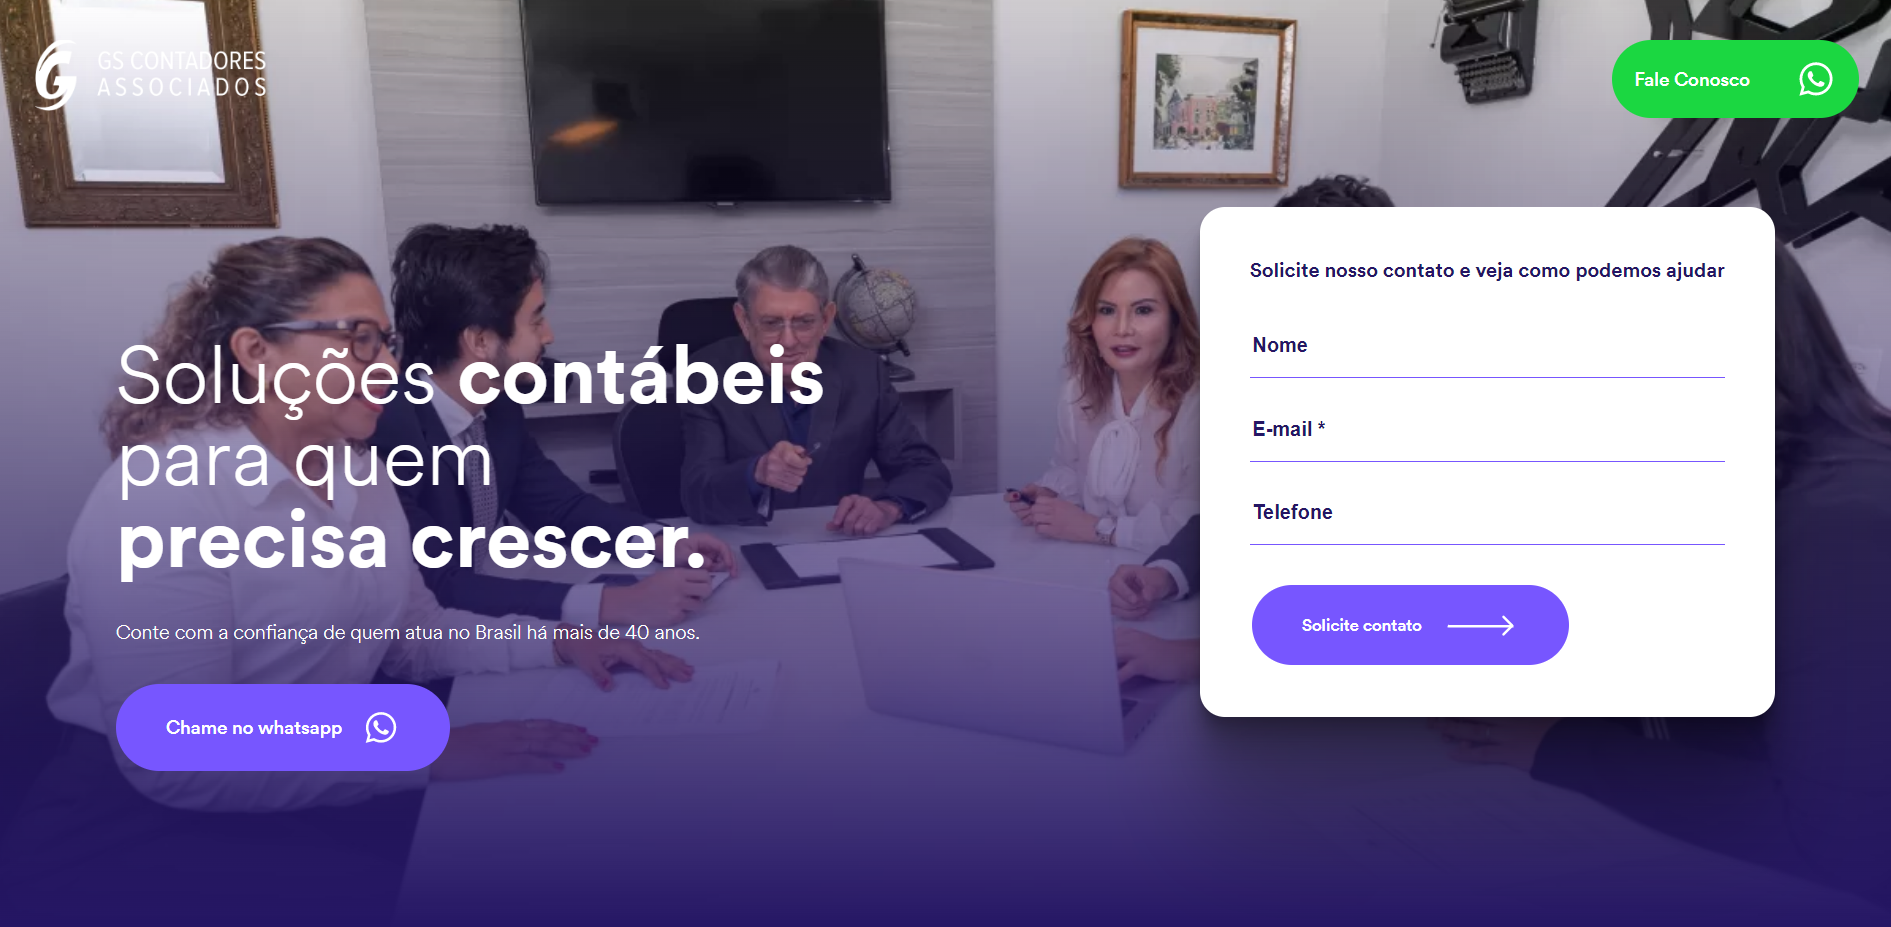 GS CONTADORES
ASSOCIADOS
Fale Conosco
Soluções contábeis
para quem
precisa crescer.
Conte com a confiança de quem atua no Brasil há mais de 40 anos.
Chame no whatsapp
Solicite nosso contato e veja como podemos ajudar
Nome
E-mail *
Telefone
Solicite contato